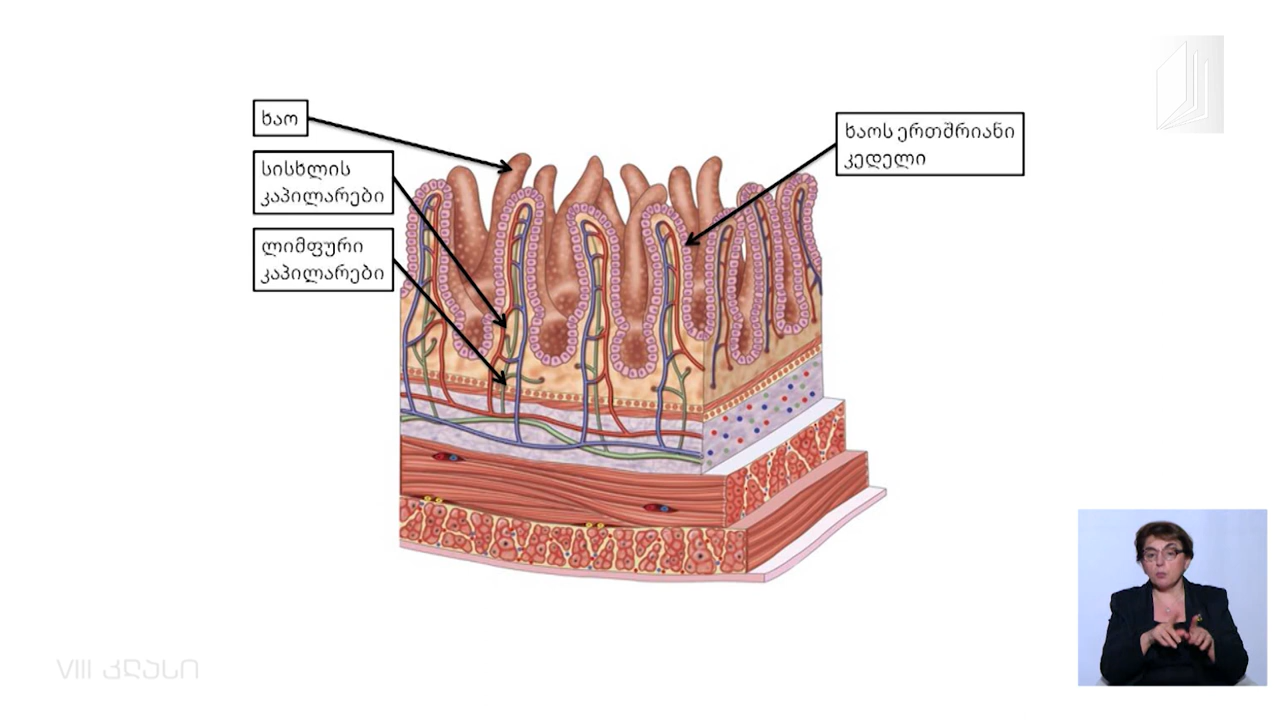 ხაო
სისხლის
კაპილარები
ლიმფური
კაპილარები
ხაოს ერთშრიანი
კედელი
VIII კლასი